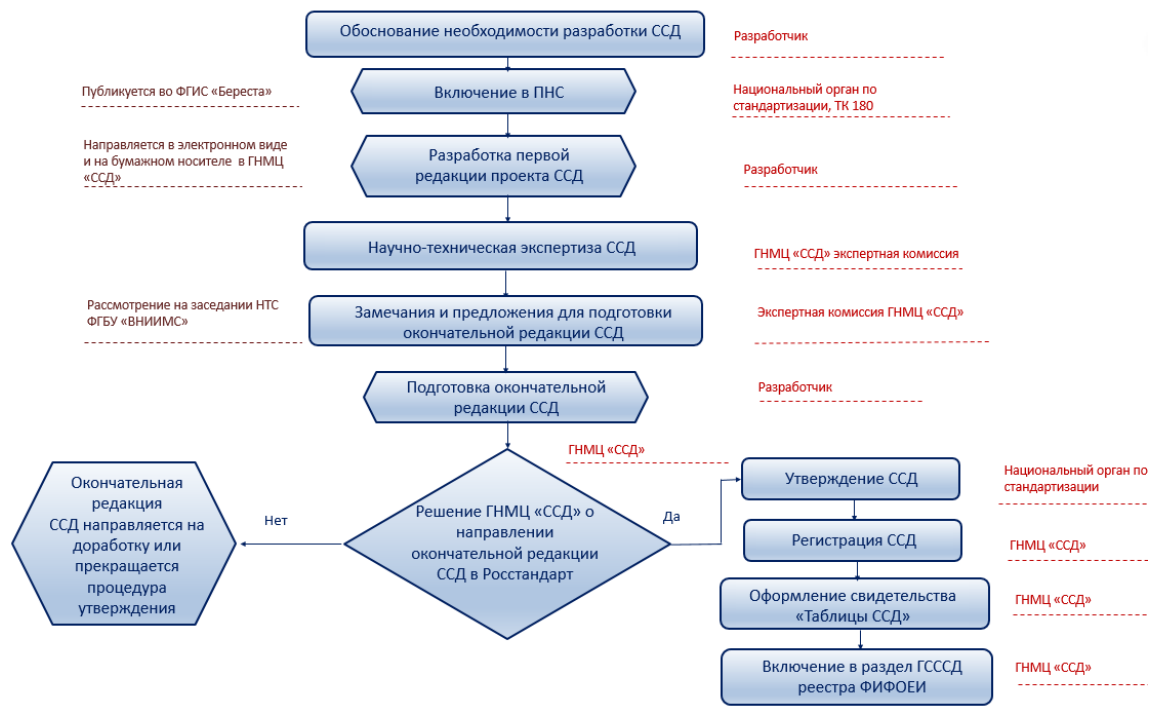 Обоснование необходимости разработки ССД
Разработчик
Публикуется во ФГИС «Береста»
Включение в ПНС
Национальный орган по
стандартизации, ТК 180
Направляется в электронном виде
и на бумажном носителе в ГНМЦ
«ССД»
Разработка первой
редакции проекта ССД
Разработчик
Научно-техническая экспертиза ССД
ГНМЦ «ССД» экспертная комиссия
Рассмотрение на заседании НТС
ФГБУ «ВНИИМС»
Замечания и предложения для подготовки
окончательной редакции ССД
Экспертная комиссия ГНМЦ «ССД»
Подготовка окончательной
редакции ССД
Разработчик
ГНМЦ «ССД»
Решение ГНМЦ «ССД» о
направлении
окончательной редакции
ССД в Росстандарт
Нет
Окончательная
редакция
ССД направляется на
доработку или
прекращается
процедура
утверждения
Да
Утверждение ССД
Национальный орган по
стандартизации
Регистрация ССД
ГНМЦ «ССД»
Оформление свидетельства
«Таблицы ССД»
ГНМЦ «ССД»
Включение в раздел ГСССД
реестра ФИФОЕИ
ГНМЦ «ССД»